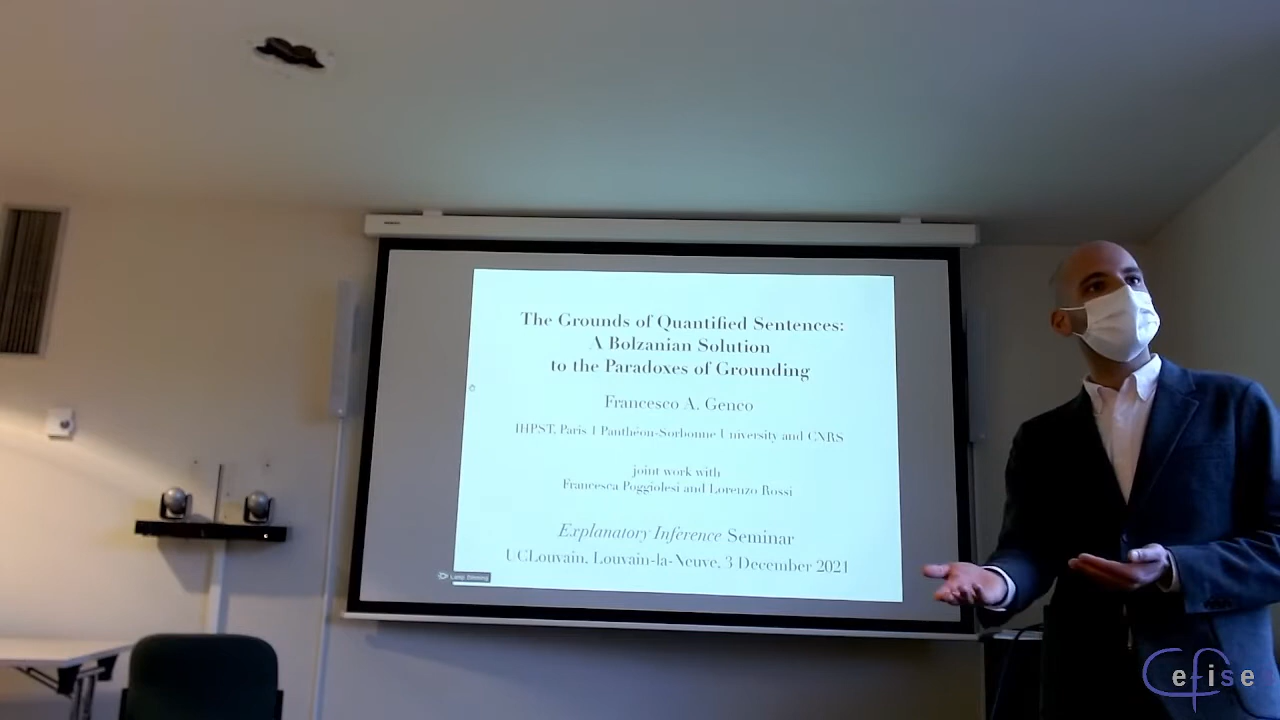 The Grounds of Quantified Sentences:
A Bolzanian Solution
to the Paradoxes of Grounding
Francesco A. Genco
IHPST, Paris 1 Panthéon-Sorbonne University and CNRS
joint work with
Francesca Poggiolesi and Lorenzo Rossi
Explanatory Inference Seminar
UCLouvain, Louvain-la-Neuve, 3 December 2021
Cefises